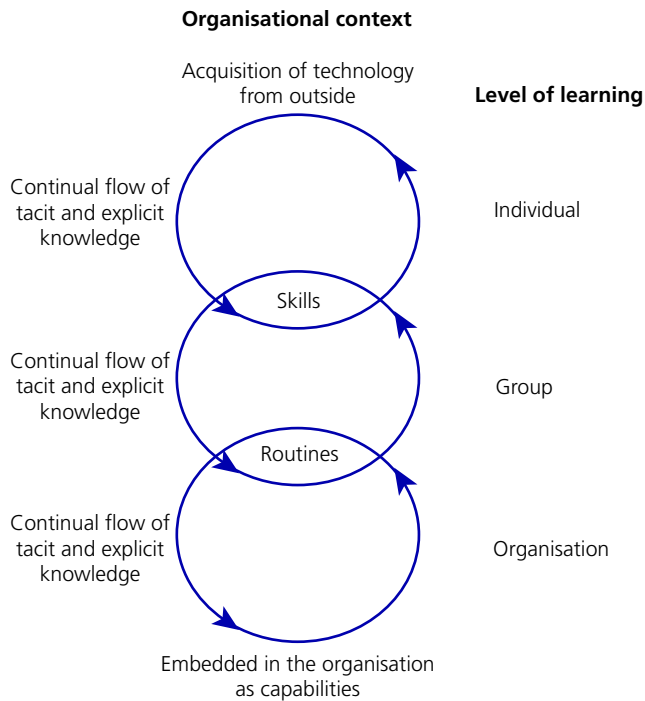 Organisational context
Acquisition of technology
from outside
Level of learning
Continual flow of
tacit and explicit
knowledge
Individual
Skills
Continual flow of
tacit and explicit
knowledge
Group
Routines
Continual flow of
tacit and explicit
knowledge
Organisation
Embedded in the organisation
as capabilities